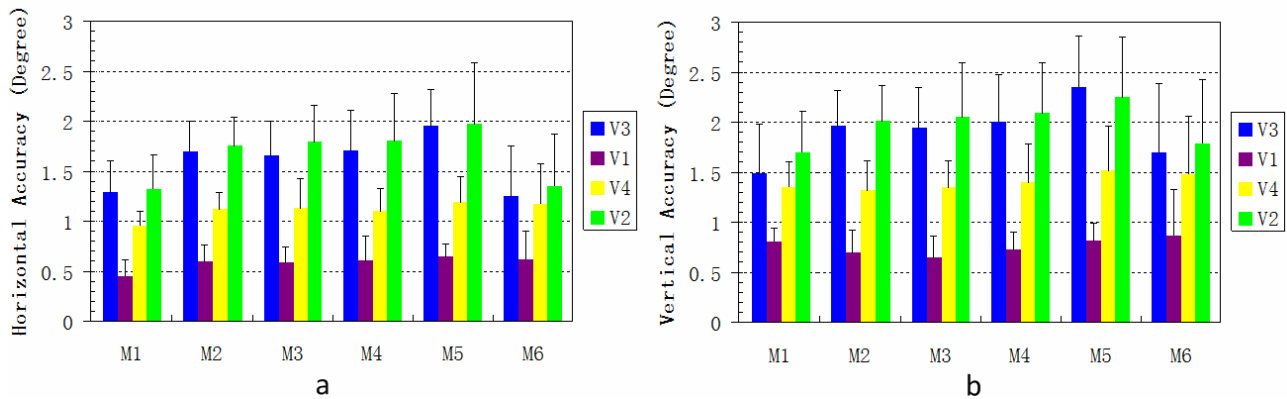 Horizontal Accuracy (Degree)
3
2.5
2
1.5
1
0.5
0
M1 M2 M3 M4 M5 M6
V3
V1
V4
V2
a
Vertical Accuracy (Degree)
3
2.5
2
1.5
1
0.5
0
M1 M2 M3 M4 M5 M6
V3
V1
V4
V2
b